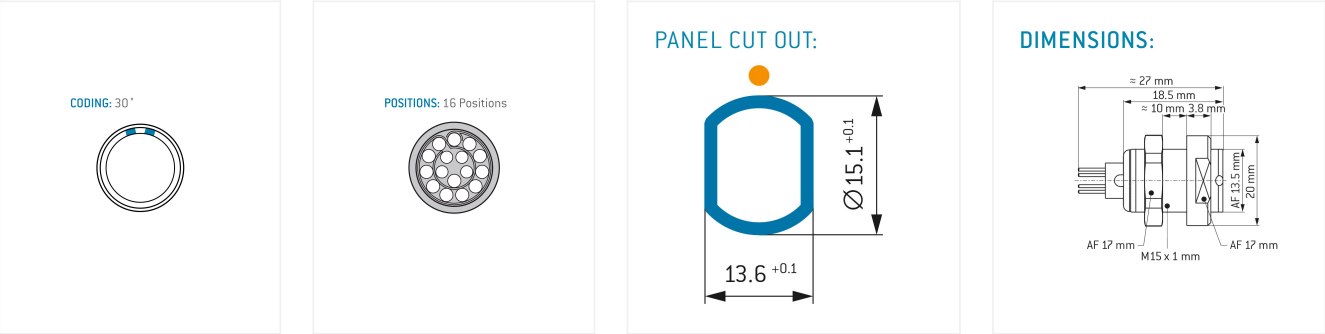 CODING: 30°
POSITIONS: 16 Positions
PANEL CUT OUT:
Ø15.1 +0.1
13.6 +0.1
DIMENSIONS:
≈ 27 mm
18.5 mm
≈ 10 mm 3.8 mm
AF 13.5 mm
20 mm
AF 17 mm
AF 17 mm
M15 x 1 mm